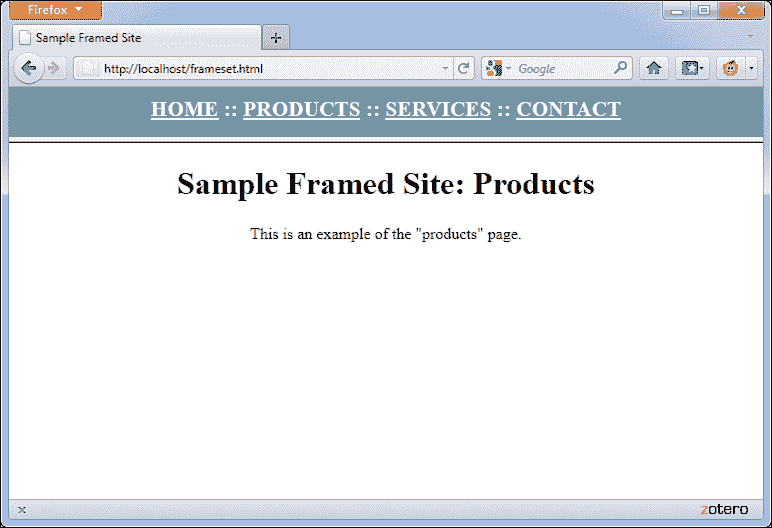 Firefox
Sample Framed Site
http://localhost/frameset.html
Google
HOME :: PRODUCTS :: SERVICES :: CONTACT
Sample Framed Site: Products
This is an example of the "products" page.
zotero